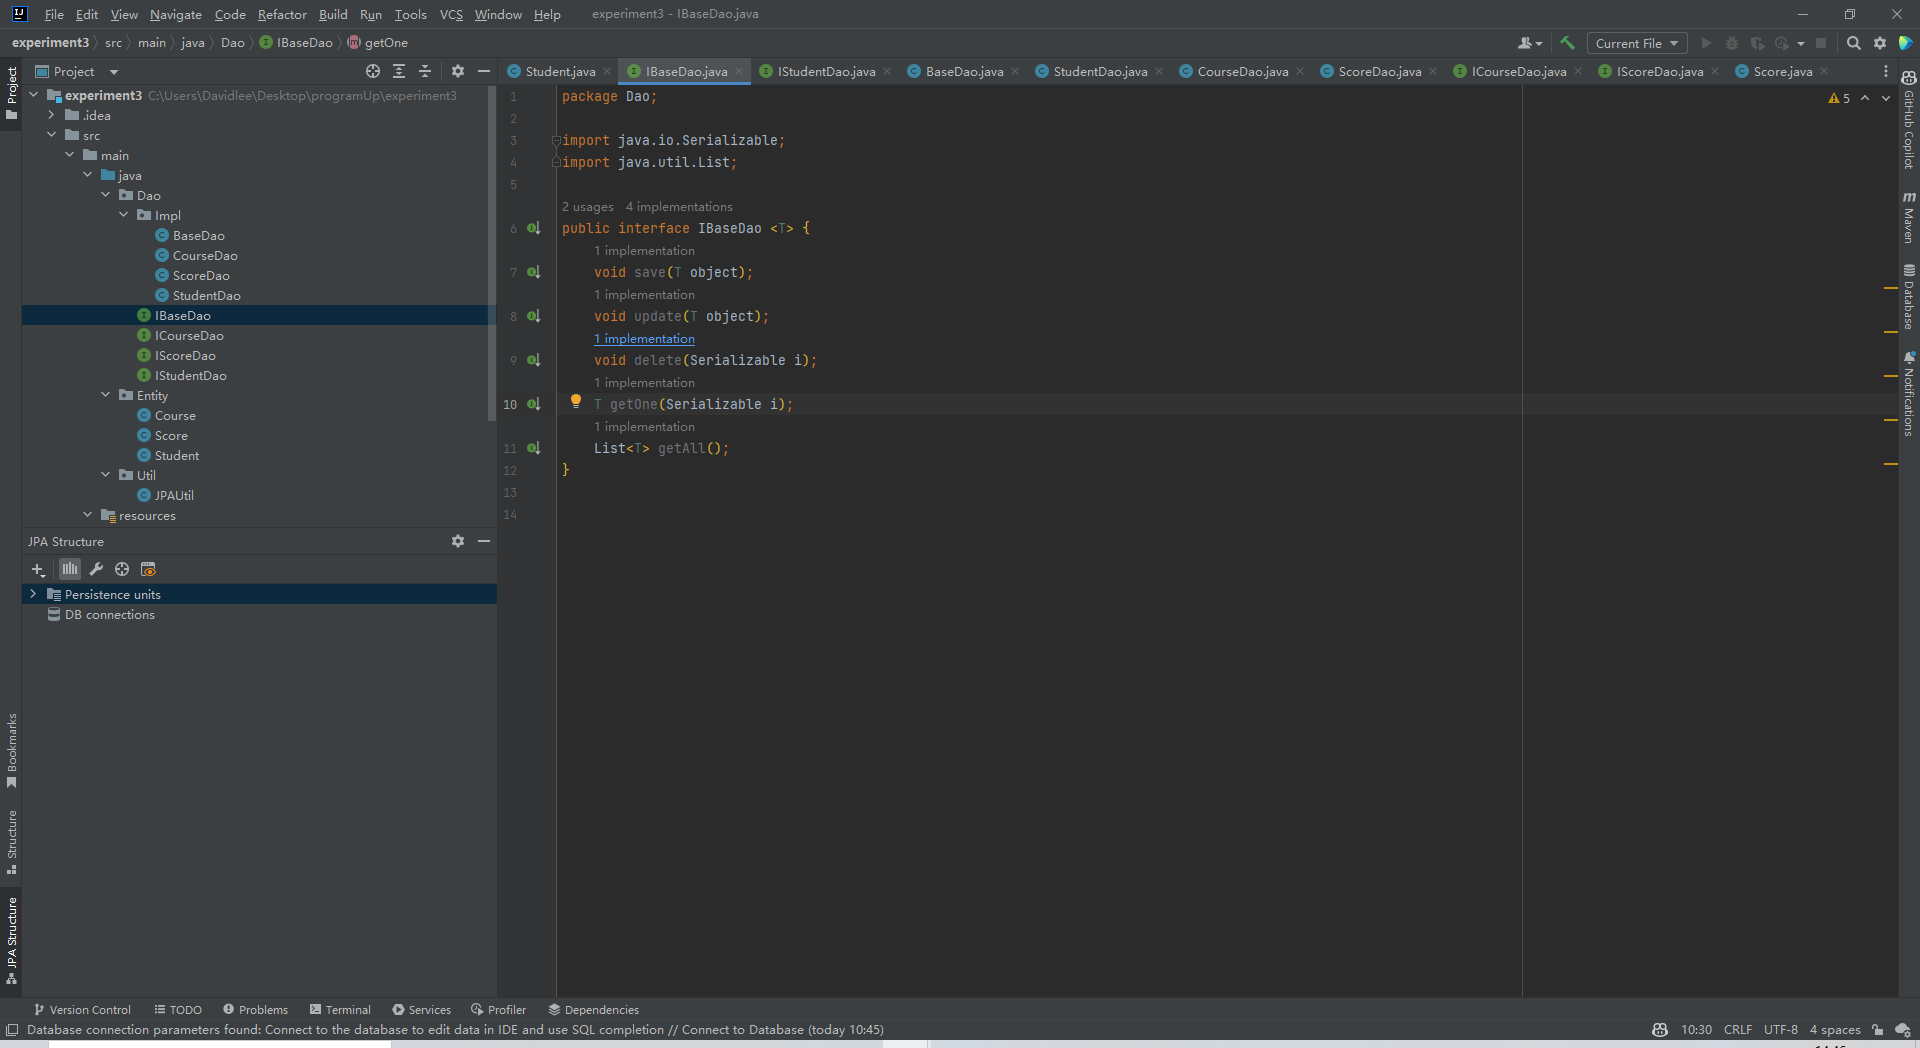 File Edit View Navigate Code Refactor Build Run Tools VCS Window Help experiment3 - IBaseDao.java
experiment3 src main java Dao IBaseDao getOne Current File
Project
Student.java IBaseDao.java IStudentDao.java BaseDao.java StudentDao.java CourseDao.java ScoreDao.java ICourseDao.java IScoreDao.java Score.java
Project
experiment3 C:\Users\Davidlee\Desktop\programUp\experiment3
.idea
src
main
java
Dao
Impl
BaseDao
CourseDao
ScoreDao
StudentDao
IBaseDao
ICourseDao
IScoreDao
IStudentDao
Entity
Course
Score
Student
Util
JPAUtil
resources
JPA Structure
Persistence units
DB connections
Bookmarks
Structure
JPA Structure
5
1 package Dao;
2
3 import java.io.Serializable;
4 import java.util.List;
5
2 usages 4 implementations
6 public interface IBaseDao <T> {
1 implementation
7 void save(T object);
1 implementation
8 void update(T object);
1 implementation
9 void delete(Serializable i);
1 implementation
10 T getOne(Serializable i);
1 implementation
11 List<T> getAll();
12 }
13
14
GitHub Copilot
m Maven
Database
Notifications
Version Control TODO Problems Terminal Services Profiler Dependencies
Database connection parameters found: Connect to the database to edit data in IDE and use SQL completion // Connect to Database (today 10:45) 10:30 CRLF UTF-8 4 spaces